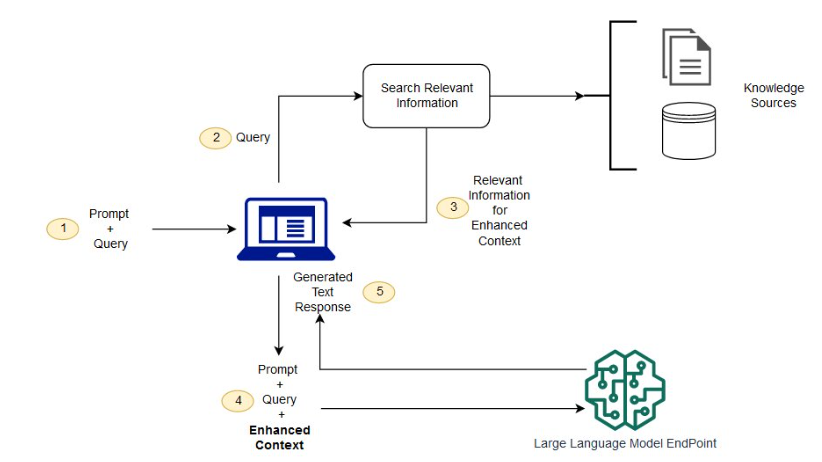 Search Relevant
Information
Knowledge
Sources
2 Query
1
Prompt
+
Query
3
Relevant
Information
for
Enhanced
Context
Generated
Text
Response
5
4
Prompt
+
Query
+
Enhanced
Context
Large Language Model EndPoint